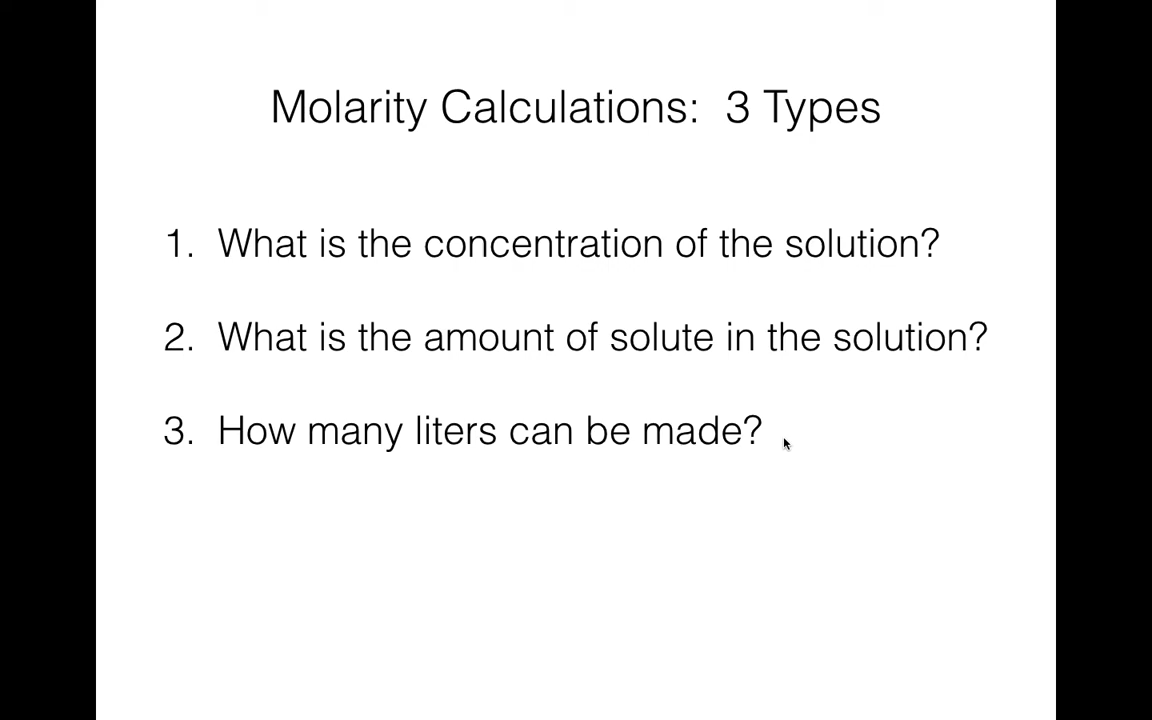 Molarity Calculations:  3 Types
1.  What is the concentration of the solution?
2.  What is the amount of solute in the solution?
3.  How many liters can be made?